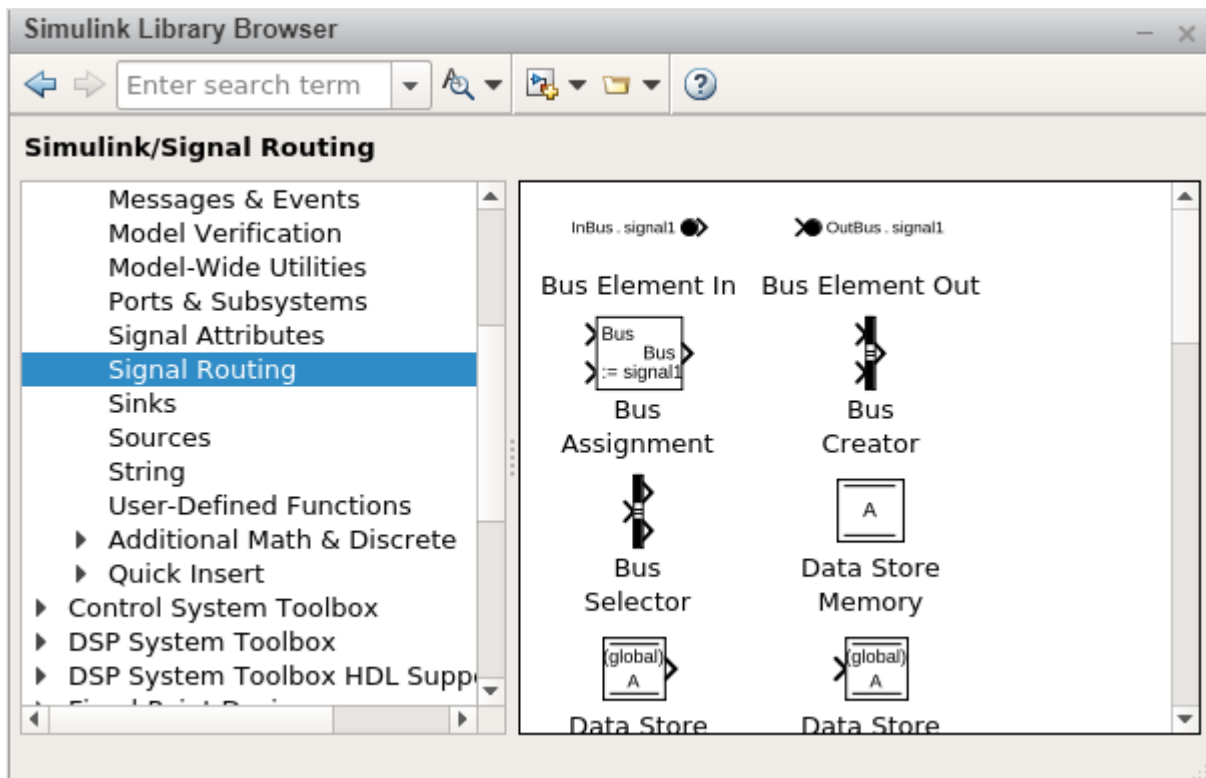 Simulink Library Browser
Enter search term
Simulink/Signal Routing
Messages & Events
Model Verification
Model-Wide Utilities
Ports & Subsystems
Signal Attributes
Signal Routing
Sinks
Sources
String
User-Defined Functions
Additional Math & Discrete
Quick Insert
Control System Toolbox
DSP System Toolbox
DSP System Toolbox HDL Supp
InBus . signal1
OutBus . signal1
Bus Element In
Bus Element Out
Bus
Bus
:= signal1
Bus
Assignment
Bus
Creator
Bus
Selector
A
Data Store
Memory
(global)
A
Data Store
(global)
A
Data Store